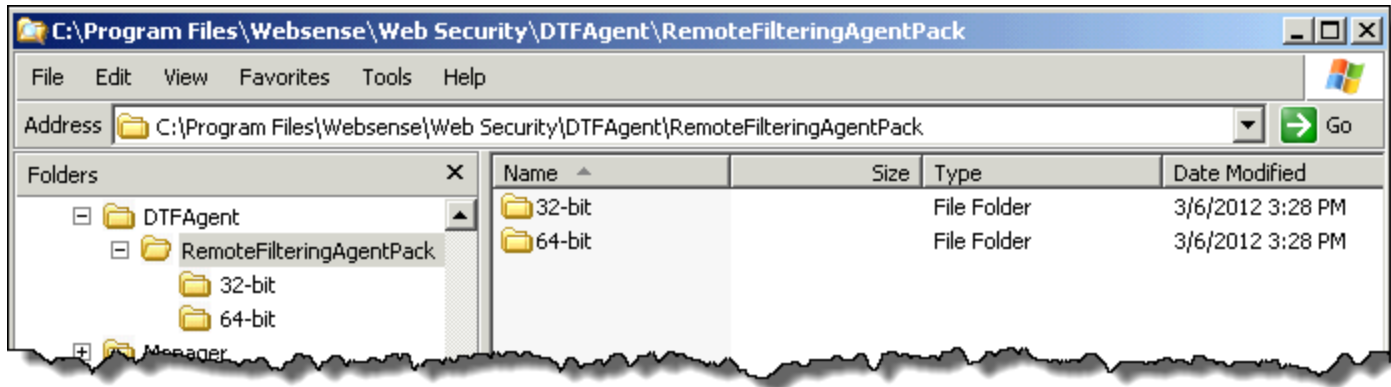 C:\Program Files\Websense\Web Security\DTFAgent\RemoteFilteringAgentPack
File Edit View Favorites Tools Help
Address C:\Program Files\Websense\Web Security\DTFAgent\RemoteFilteringAgentPack Go
Folders
DTFAgent
RemoteFilteringAgentPack
32-bit
64-bit
Manager
Name Size Type Date Modified
32-bit File Folder 3/6/2012 3:28 PM
64-bit File Folder 3/6/2012 3:28 PM